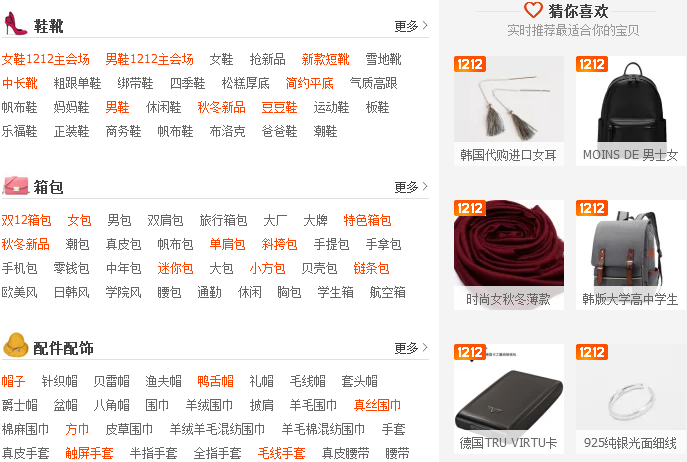 鞋靴 更多
女鞋1212主会场 男鞋1212主会场 女鞋 抢新品 新款短靴 雪地靴
中长靴 粗跟单鞋 绑带鞋 四季鞋 松糕厚底 简约平底 气质高跟
帆布鞋 妈妈鞋 男鞋 休闲鞋 秋冬新品 豆豆鞋 运动鞋 板鞋
乐福鞋 正装鞋 商务鞋 帆布鞋 布洛克 爸爸鞋 潮鞋
箱包 更多
双12箱包 女包 男包 双肩包 旅行箱包 大厂 大牌 特色箱包
秋冬新品 潮包 真皮包 帆布包 单肩包 斜挎包 手提包 手拿包
手机包 零钱包 中年包 迷你包 大包 小方包 贝壳包 链条包
欧美风 日韩风 学院风 腰包 通勤 休闲 胸包 学生箱 航空箱
配件配饰 更多
帽子 针织帽 贝雷帽 渔夫帽 鸭舌帽 礼帽 毛线帽 套头帽
爵士帽 盆帽 八角帽 围巾 羊绒围巾 披肩 羊毛围巾 真丝围巾
棉麻围巾 方巾 皮草围巾 羊绒羊毛混纺围巾 羊毛棉混纺围巾 手套
真皮手套 触屏手套 半指手套 全指手套 毛线手套 真皮腰带 腰带
猜你喜欢
实时推荐最适合你的宝贝
1212
韩国代购进口女耳
1212
MOINS DE 男士女
1212
时尚女秋冬薄款
1212
韩版大学高中学生
1212
德国TRU VIRTU卡
1212
925纯银光面细线